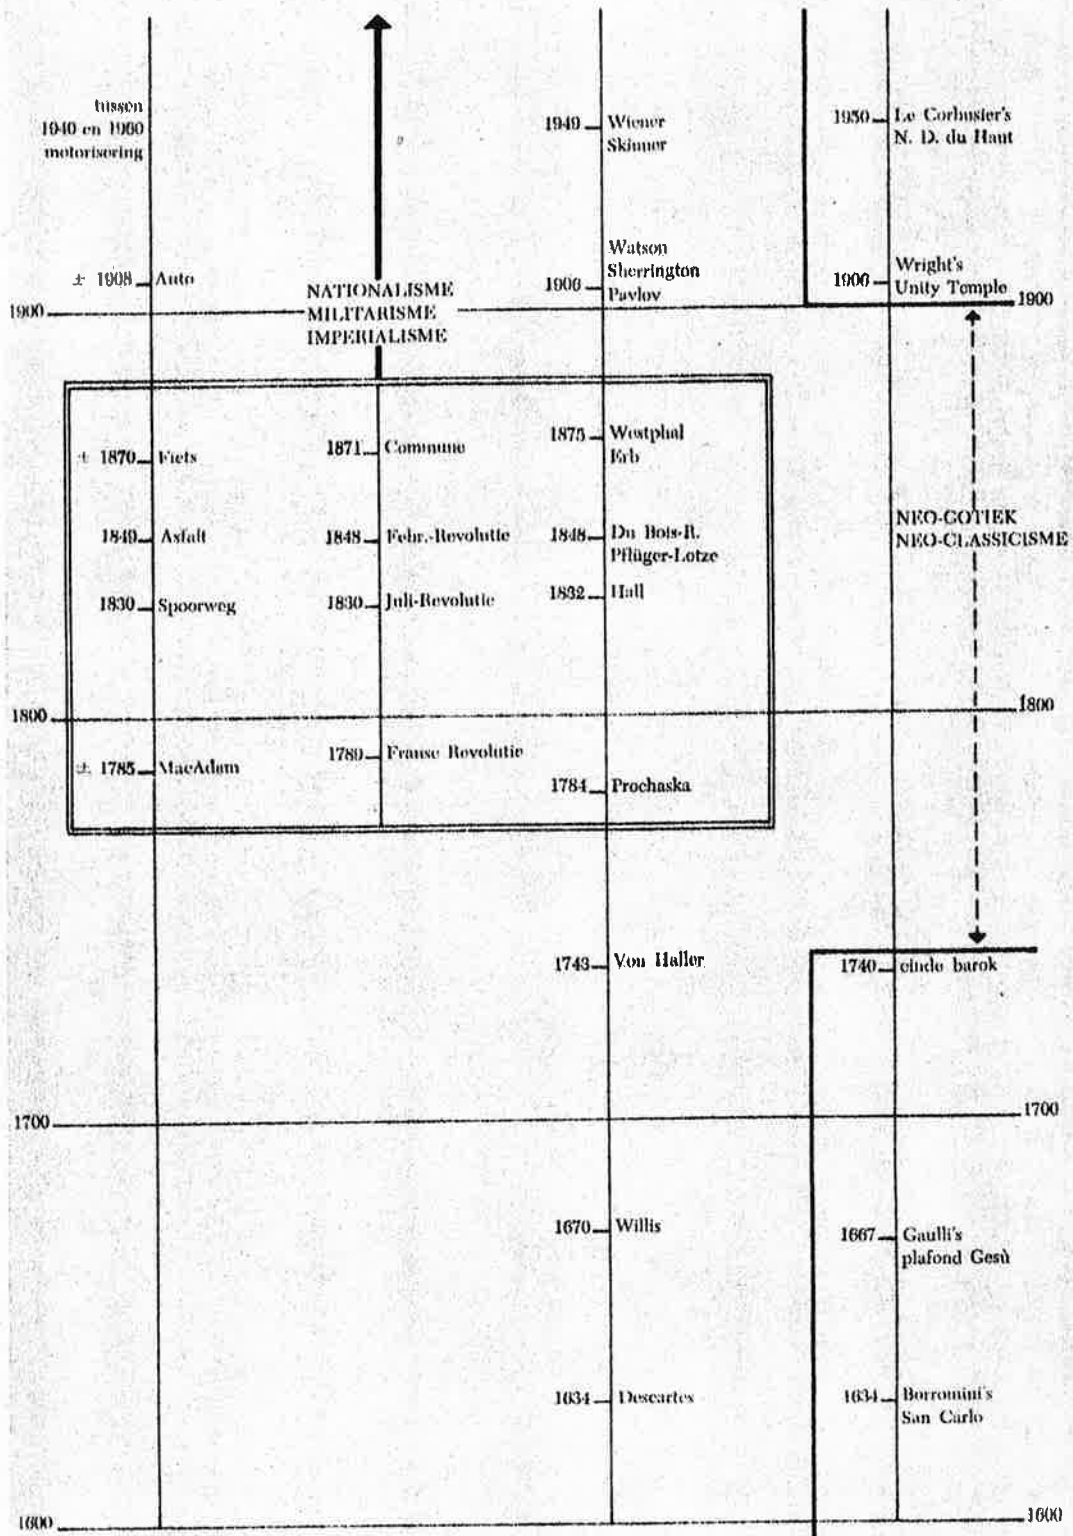 tussen
1940 en 1960
motorisering
1949 Wiener
Skinner
1950 Le Corbusier's
N. D. du Haut
± 1908 Auto
Watson
Sherrington
1906 Pavlov
1906 Wright's
Unity Temple
1900
NATIONALISME
MILITARISME
IMPERIALISME
1900
± 1870 Fiets
1871 Commune
1875 Westphal
Erb
1849 Asfalt
1848 Febr.-Revolutie
1848 Du Bois-R.
Pflüger-Lotze
NEO-GOTIEK
NEO-CLASSICISME
1830 Spoorweg
1830 Juli-Revolutie
1832 Hall
1800
1800
± 1785 MacAdam
1789 Franse Revolutie
1784 Prochaska
1743 Von Haller
1740 einde barok
1700
1700
1670 Willis
1667 Gaulli's
plafond Gesù
1634 Descartes
1634 Borromini's
San Carlo
1600
1600